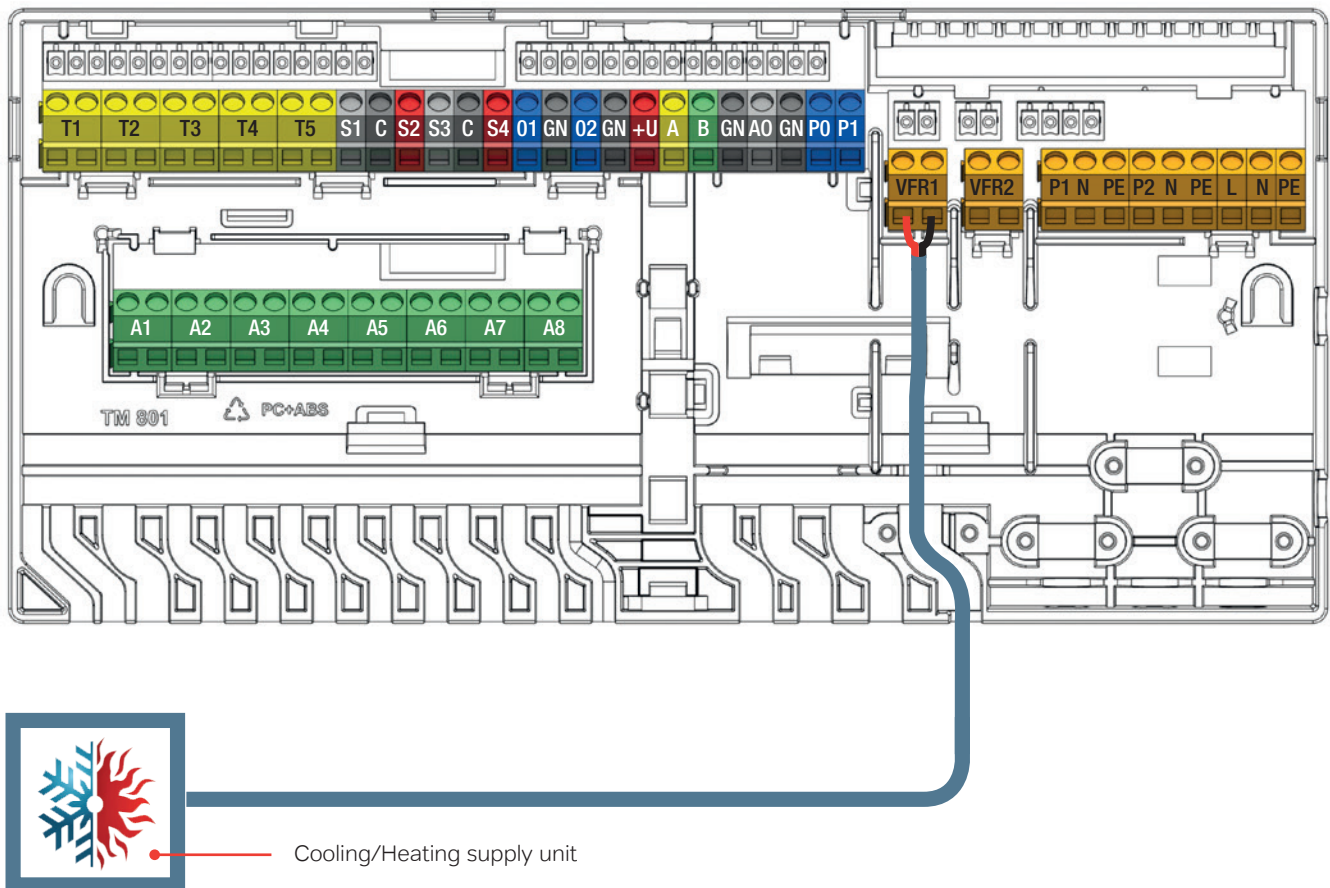 T1 T2 T3 T4 T5 S1 C S2 S3 C S4 01 GN 02 GN +U A B GN AO GN P0 P1
VFR1 VFR2 P1 N PE P2 N PE L N PE
A1 A2 A3 A4 A5 A6 A7 A8
TM 801 PC+ABS
Cooling/Heating supply unit